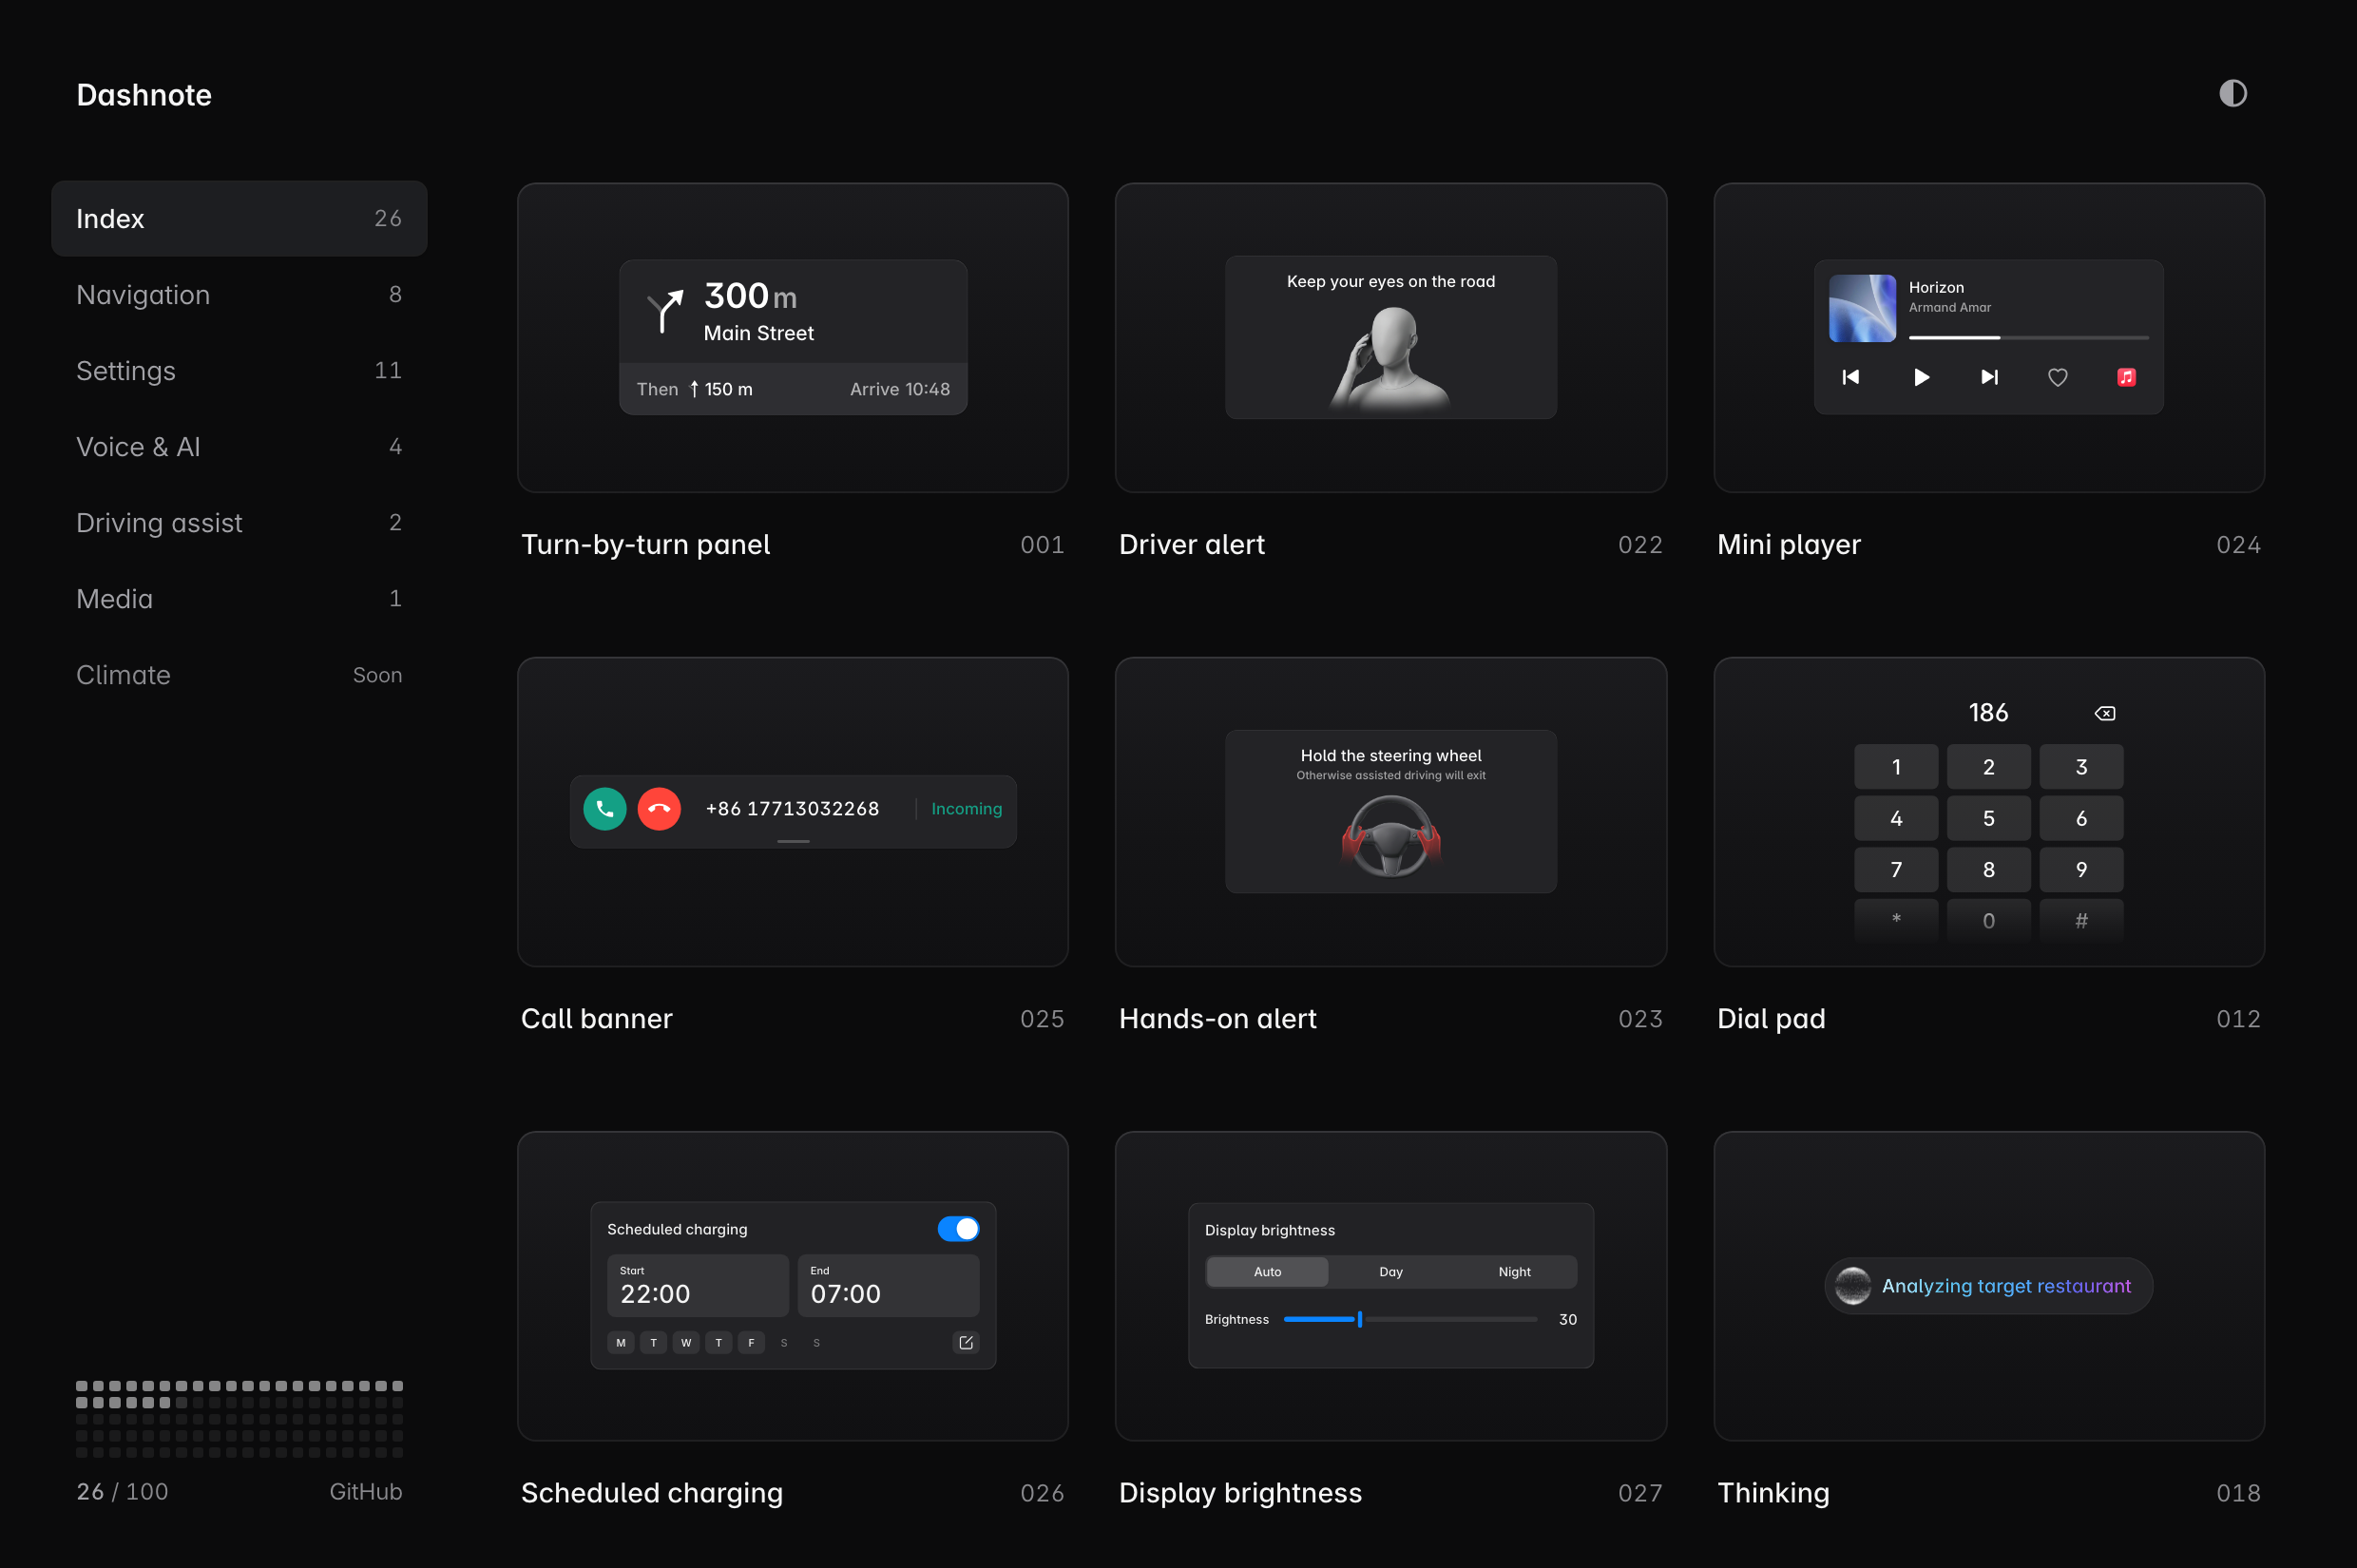 Dashnote
Index 26
Navigation 8
Settings 11
Voice & AI 4
Driving assist 2
Media 1
Climate Soon
26 / 100 GitHub
300 m
Main Street
Then 150 m Arrive 10:48
Turn-by-turn panel 001
Keep your eyes on the road
Driver alert 022
Horizon
Armand Amar
Mini player 024
+86 17713032268 Incoming
Call banner 025
Hold the steering wheel
Otherwise assisted driving will exit
Hands-on alert 023
186
1 2 3
4 5 6
7 8 9
* 0 #
Dial pad 012
Scheduled charging
Start End
22:00 07:00
M T W T F S S
Scheduled charging 026
Display brightness
Auto Day Night
Brightness 30
Display brightness 027
Analyzing target restaurant
Thinking 018